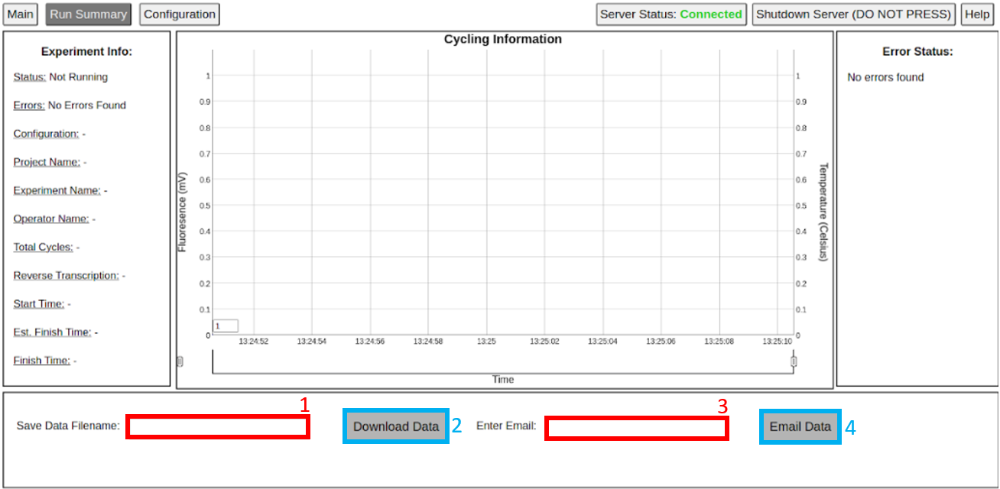 Main
Run Summary
Configuration
Server Status: Connected
Shutdown Server (DO NOT PRESS)
Help
Experiment Info:
Status: Not Running
Errors: No Errors Found
Configuration: -
Project Name: -
Experiment Name: -
Operator Name: -
Total Cycles: -
Reverse Transcription: -
Start Time: -
Est. Finish Time: -
Finish Time: -
Cycling Information
Fluoresence (mV)
1
0.9
0.8
0.7
0.6
0.5
0.4
0.3
0.2
0.1
0
1
13:24:52
13:24:54
13:24:56
13:24:58
13:25
13:25:02
13:25:04
13:25:06
13:25:08
13:25:10
Time
1
0.9
0.8
0.7
0.6
0.5
0.4
0.3
0.2
0.1
0
Temperature (Celsius)
Error Status:
No errors found
Save Data Filename:
1
Download Data
2
Enter Email:
3
Email Data
4